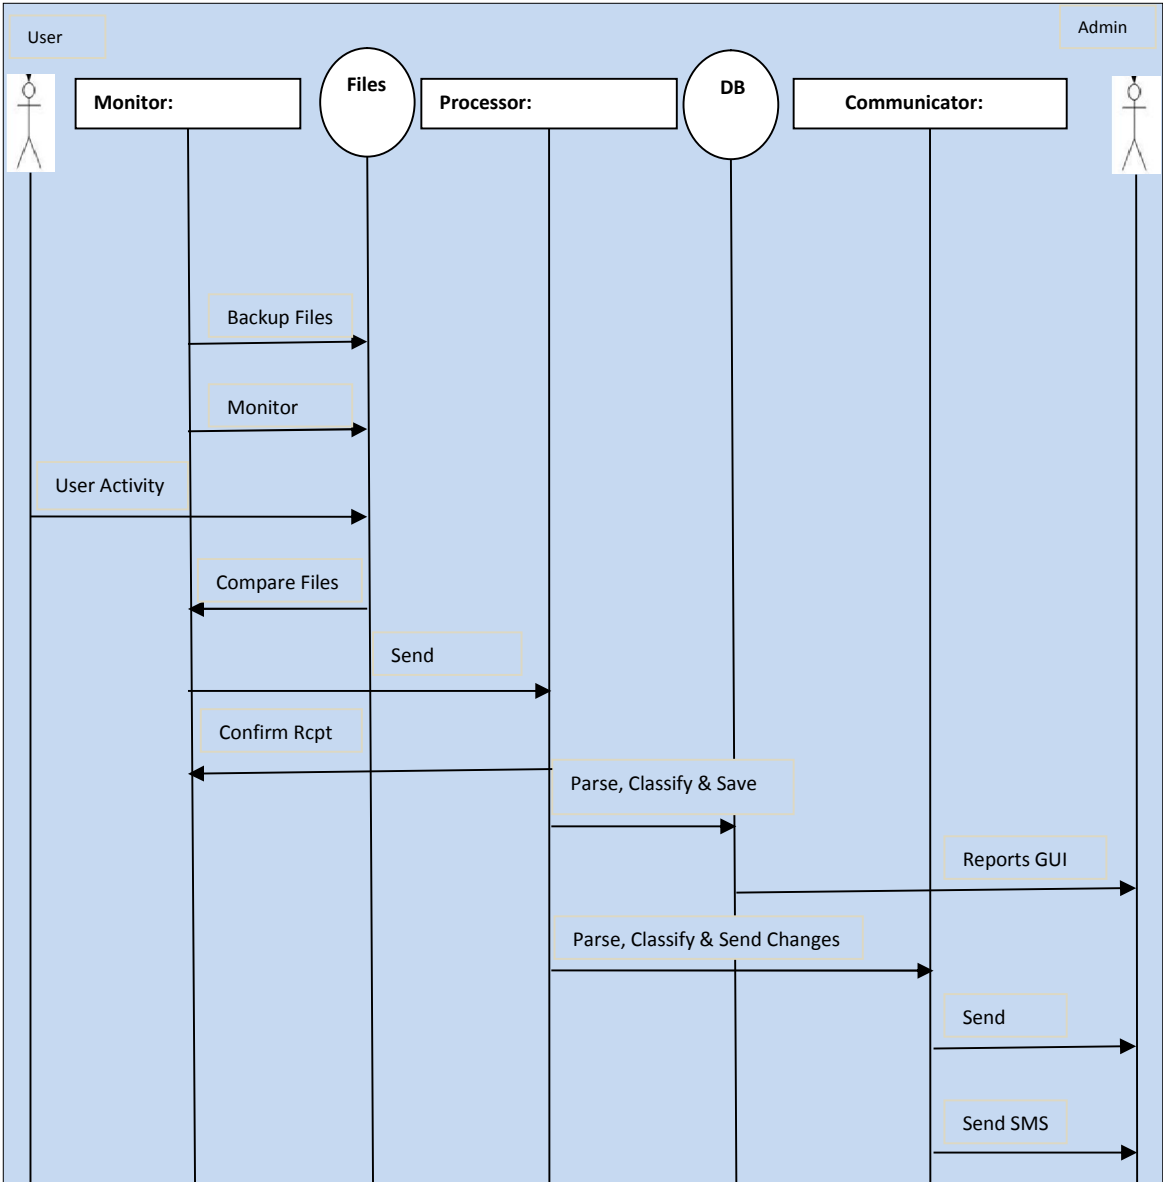 User
Admin
Monitor:
Files
Processor:
DB
Communicator:
Backup Files
Monitor
User Activity
Compare Files
Send
Confirm Rcpt
Parse, Classify & Save
Reports GUI
Parse, Classify & Send Changes
Send
Send SMS